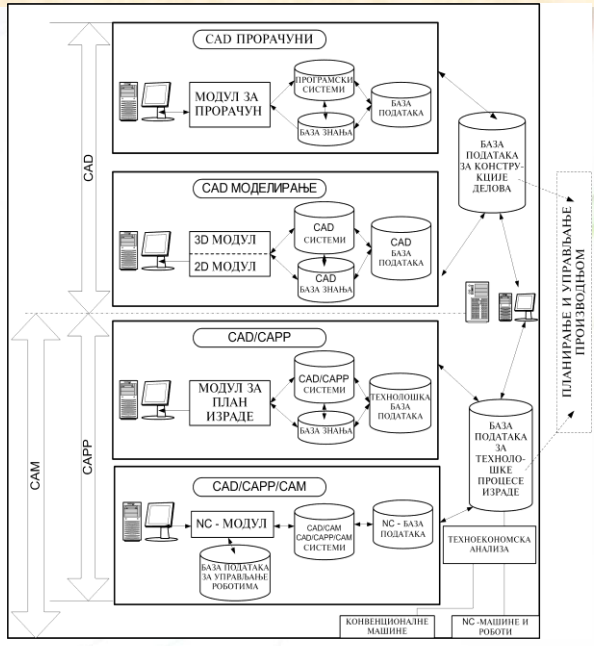 CAD ПРОРАЧУНИ
МОДУЛ ЗА
ПРОРАЧУН
ПРОГРАМСКИ
СИСТЕМИ
БАЗА
ПОДАТАКА
БАЗА ЗНАЊА
CAD
БАЗА
ПОДАТАКА
ЗА КОНСТРУ-
КЦИЈЕ
ДЕЛОВА
CAD МОДЕЛИРАЊЕ
3D МОДУЛ
2D МОДУЛ
CAD
СИСТЕМИ
CAD
БАЗА
ПОДАТАКА
CAD
БАЗА ЗНАЊА
ПЛАНИРАЊЕ И УПРАВЉАЊЕ
ПРОИЗВОДЊОМ
CAD/CAPP
МОДУЛ ЗА
ПЛАН
ИЗРАДЕ
CAD/CAPP
СИСТЕМИ
ТЕХНОЛОШКА
БАЗА
ПОДАТАКА
БАЗА ЗНАЊА
CAM
CAPP
БАЗА
ПОДАТАКА
ЗА
ТЕХНОЛО-
ШКЕ
ПРОЦЕСЕ
ИЗРАДЕ
CAD/CAPP/CAM
NC - МОДУЛ
CAD/CAM
CAD/CAPP/CAM
СИСТЕМИ
NC - БАЗА
ПОДАТАКА
БАЗА ПОДАТАКА
ЗА УПРАВЉАЊЕ
РОБОТИМА
ТЕХНОЕКОНОМСКА
АНАЛИЗА
КОНВЕНЦИОНАЛНЕ
МАШИНЕ
NC -МАШИНЕ И
РОБОТИ